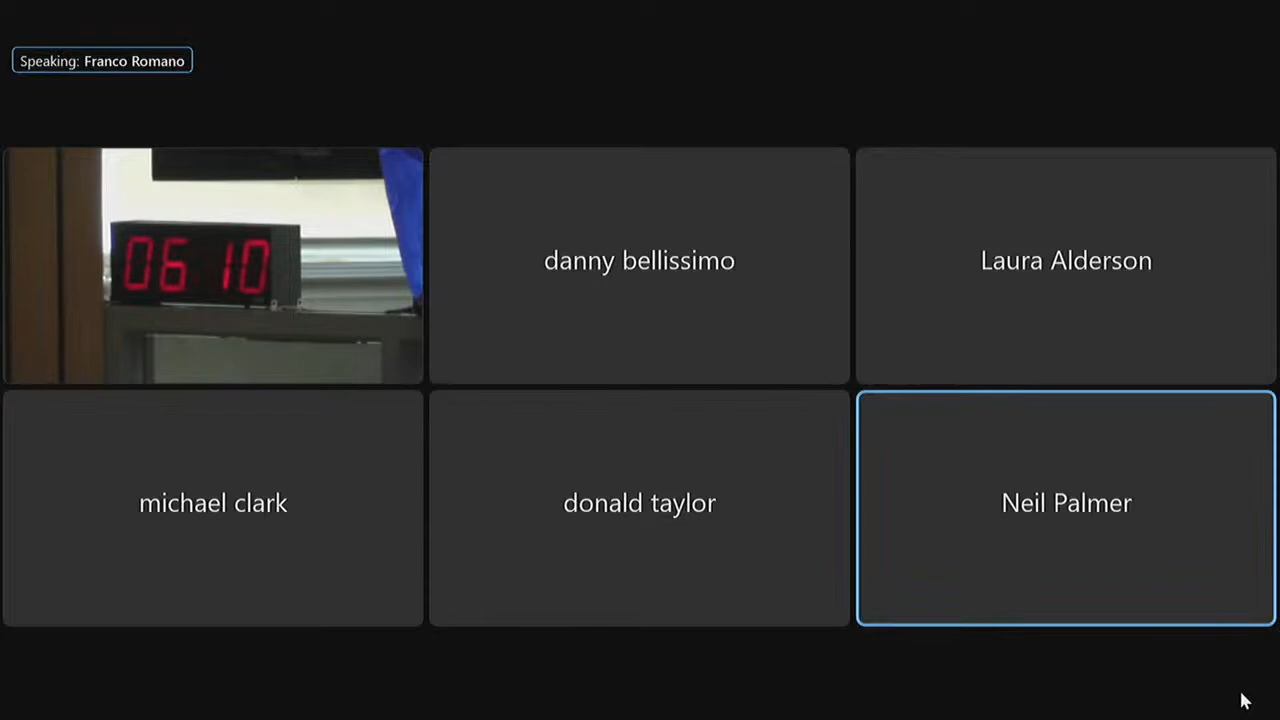 Speaking: Franco Romano
06 10
danny bellissimo
Laura Alderson
michael clark
donald taylor
Neil Palmer